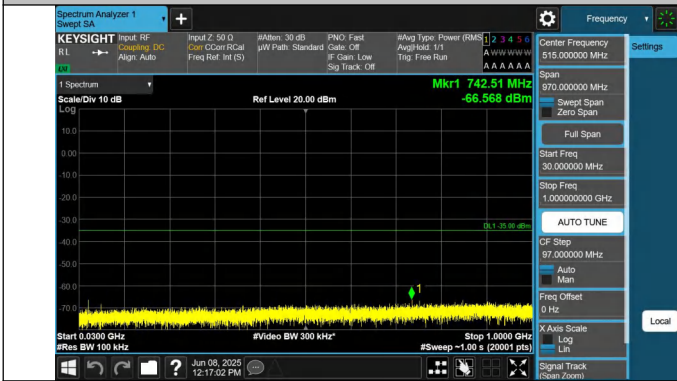 Spectrum Analyzer 1
Swept SA
+
Frequency
KEYSIGHT
Input: RF
Coupling: DC
Align: Auto
Input Z: 50 Ω
Corr CCorr RCal
Freq Ref: Int (S)
#Atten: 30 dB
µW Path: Standard
PNO: Fast
Gate: Off
IF Gain: Low
Sig Track: Off
#Avg Type: Power (RMS
Avg|Hold: 1/1
Trig: Free Run
1 2 3 4 5 6
A W W W W W
A A A A A A
R L
LXI
1 Spectrum
Scale/Div 10 dB
Ref Level 20.00 dBm
Mkr1 742.51 MHz
-66.568 dBm
Log
10.0
0.00
-10.0
-20.0
-30.0
-40.0
-50.0
-60.0
-70.0
DL1 -35.00 dBm
1
Start 0.0300 GHz
#Res BW 100 kHz
#Video BW 300 kHz*
Stop 1.0000 GHz
#Sweep ~1.00 s (20001 pts)
Jun 08, 2025
12:17:02 PM
?
Center Frequency
515.000000 MHz
Settings
Span
970.000000 MHz
Swept Span
Zero Span
Full Span
Start Freq
30.000000 MHz
Stop Freq
1.000000000 GHz
AUTO TUNE
CF Step
97.000000 MHz
Auto
Man
Freq Offset
0 Hz
X Axis Scale
Log
Lin
Local
Signal Track
(Span Zoom)